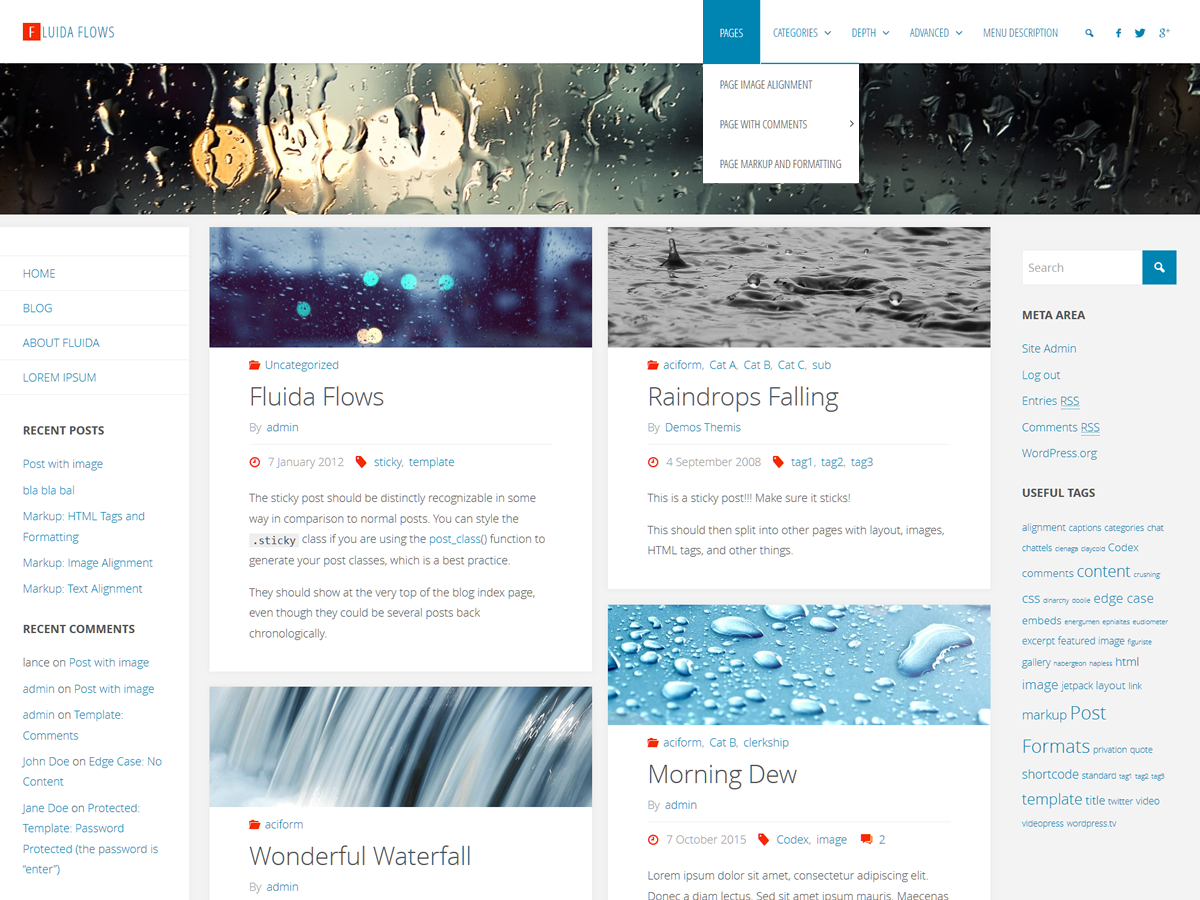 FLUIDA FLOWS
PAGES CATEGORIES DEPTH ADVANCED MENU DESCRIPTION
PAGE IMAGE ALIGNMENT
PAGE WITH COMMENTS
PAGE MARKUP AND FORMATTING
HOME
BLOG
ABOUT FLUIDA
LOREM IPSUM
RECENT POSTS
Post with image
bla bla bal
Markup: HTML Tags and
Formatting
Markup: Image Alignment
Markup: Text Alignment
RECENT COMMENTS
lance on Post with image
admin on Post with image
admin on Template:
Comments
John Doe on Edge Case: No
Content
Jane Doe on Protected:
Template: Password
Protected (the password is
“enter”)
Uncategorized
Fluida Flows
By admin
7 January 2012 sticky, template
The sticky post should be distinctly recognizable in some
way in comparison to normal posts. You can style the
.sticky class if you are using the post_class() function to
generate your post classes, which is a best practice.
They should show at the very top of the blog index page,
even though they could be several posts back
chronologically.
aciform
Wonderful Waterfall
By admin
aciform, Cat A, Cat B, Cat C, sub
Raindrops Falling
By Demos Themis
4 September 2008 tag1, tag2, tag3
This is a sticky post!!! Make sure it sticks!
This should then split into other pages with layout, images,
HTML tags, and other things.
aciform, Cat B, clerkship
Morning Dew
By admin
7 October 2015 Codex, image 2
Lorem ipsum dolor sit amet, consectetur adipiscing elit.
Donec a diam lectus. Sed sit amet ipsum mauris. Maecenas
Search
META AREA
Site Admin
Log out
Entries RSS
Comments RSS
WordPress.org
USEFUL TAGS
alignment captions categories chat
chattels cienaga claycold Codex
comments content crushing
css dinarchy doolie edge case
embeds energumen ephialtes eudiometer
excerpt featured image figuriste
gallery habergeon hapless html
image jetpack layout link
markup Post
Formats privation quote
shortcode standard tag1 tag2 tag3
template title twitter video
videopress wordpress.tv